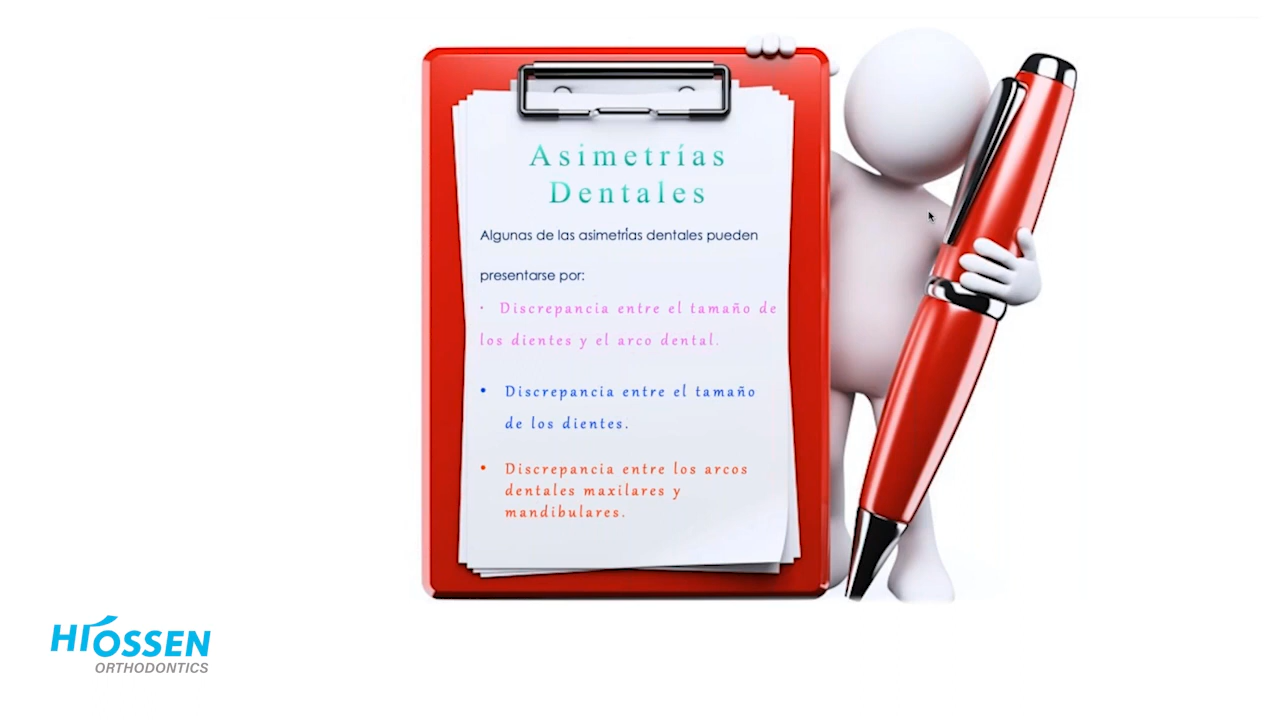 Asimetrías
Dentales
Algunas de las asimetrías dentales pueden
presentarse por:
• Discrepancia entre el tamaño de
los dientes y el arco dental.
• Discrepancia entre el tamaño
de los dientes.
• Discrepancia entre los arcos
dentales maxilares y
mandibulares.
HIOSSEN
ORTHODONTICS